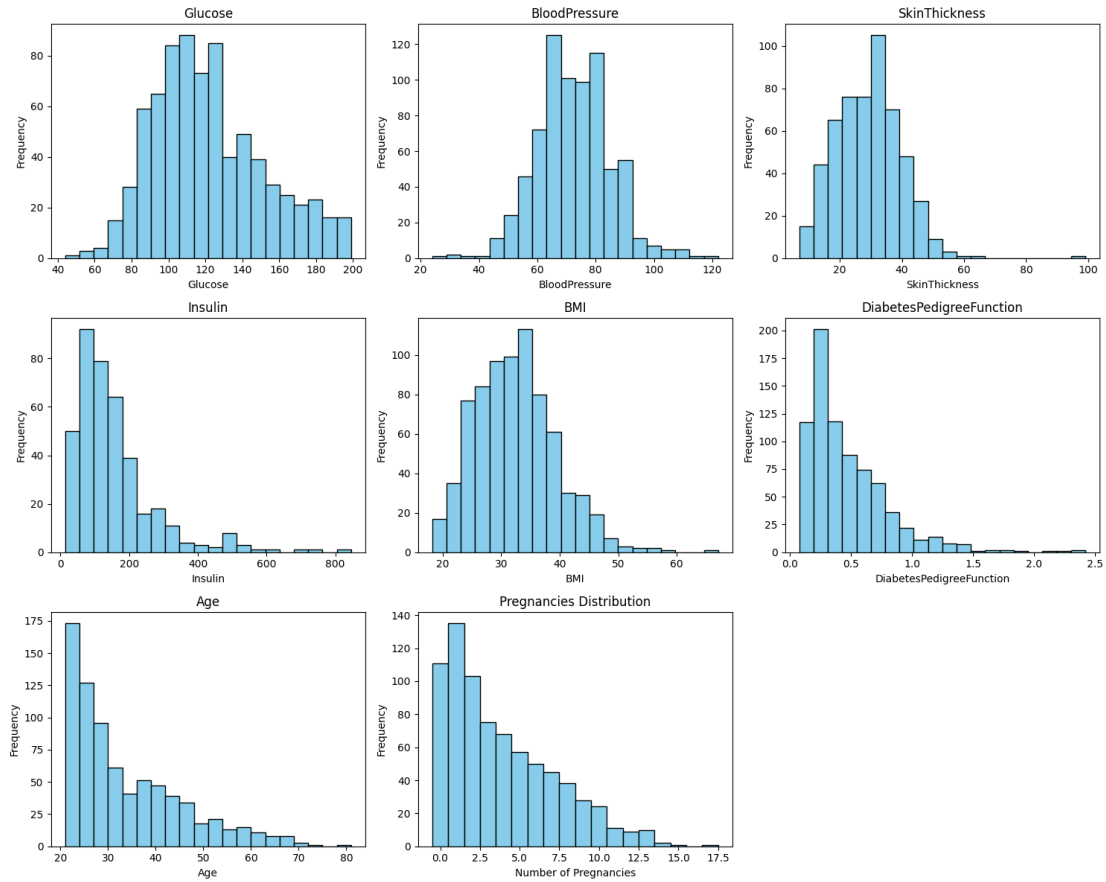 Glucose
Frequency
0
20
40
60
80
40 60 80 100 120 140 160 180 200
Glucose
BloodPressure
Frequency
0
20
40
60
80
100
120
20 40 60 80 100 120
BloodPressure
SkinThickness
Frequency
0
20
40
60
80
100
20 40 60 80 100
SkinThickness
Insulin
Frequency
0
20
40
60
80
0 200 400 600 800
Insulin
BMI
Frequency
0
20
40
60
80
100
20 30 40 50 60
BMI
DiabetesPedigreeFunction
Frequency
0
25
50
75
100
125
150
175
200
0.0 0.5 1.0 1.5 2.0 2.5
DiabetesPedigreeFunction
Age
Frequency
0
25
50
75
100
125
150
175
20 30 40 50 60 70 80
Age
Pregnancies Distribution
Frequency
0
20
40
60
80
100
120
140
0.0 2.5 5.0 7.5 10.0 12.5 15.0 17.5
Number of Pregnancies